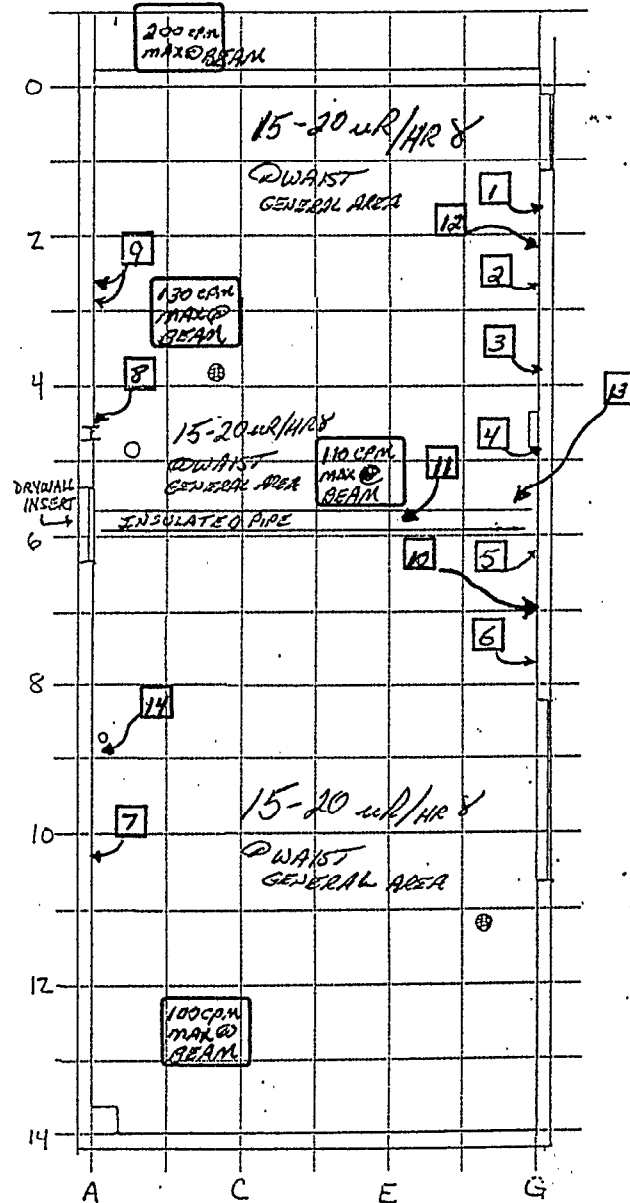 200 cpm
MAX @ BEAM
0
15-20 uR/HR γ
@ WAIST
GENERAL AREA
1
12
2
9
2
130 cpm
MAX @
BEAM
3
8
4
13
15-20 uR/HR γ
@ WAIST
GENERAL AREA
4
110 CPM
MAX @
BEAM
11
DRYWALL
INSERT
INSULATED PIPE
6
10
5
6
8
14
15-20 uR/HR γ
@ WAIST
GENERAL AREA
7
10
12
100 CPM
MAX @
BEAM
14
A
C
E
G